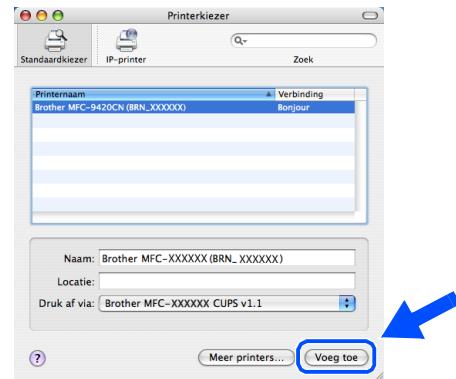 Printerkiezer
Standaardkiezer IP-printer Zoek
Printernaam Verbinding
Brother MFC-9420CN (BRN_XXXXXX) Bonjour
Naam: Brother MFC-XXXXXX (BRN_ XXXXXX)
Locatie:
Druk af via: Brother MFC-XXXXXX CUPS v1.1
? Meer printers... Voeg toe